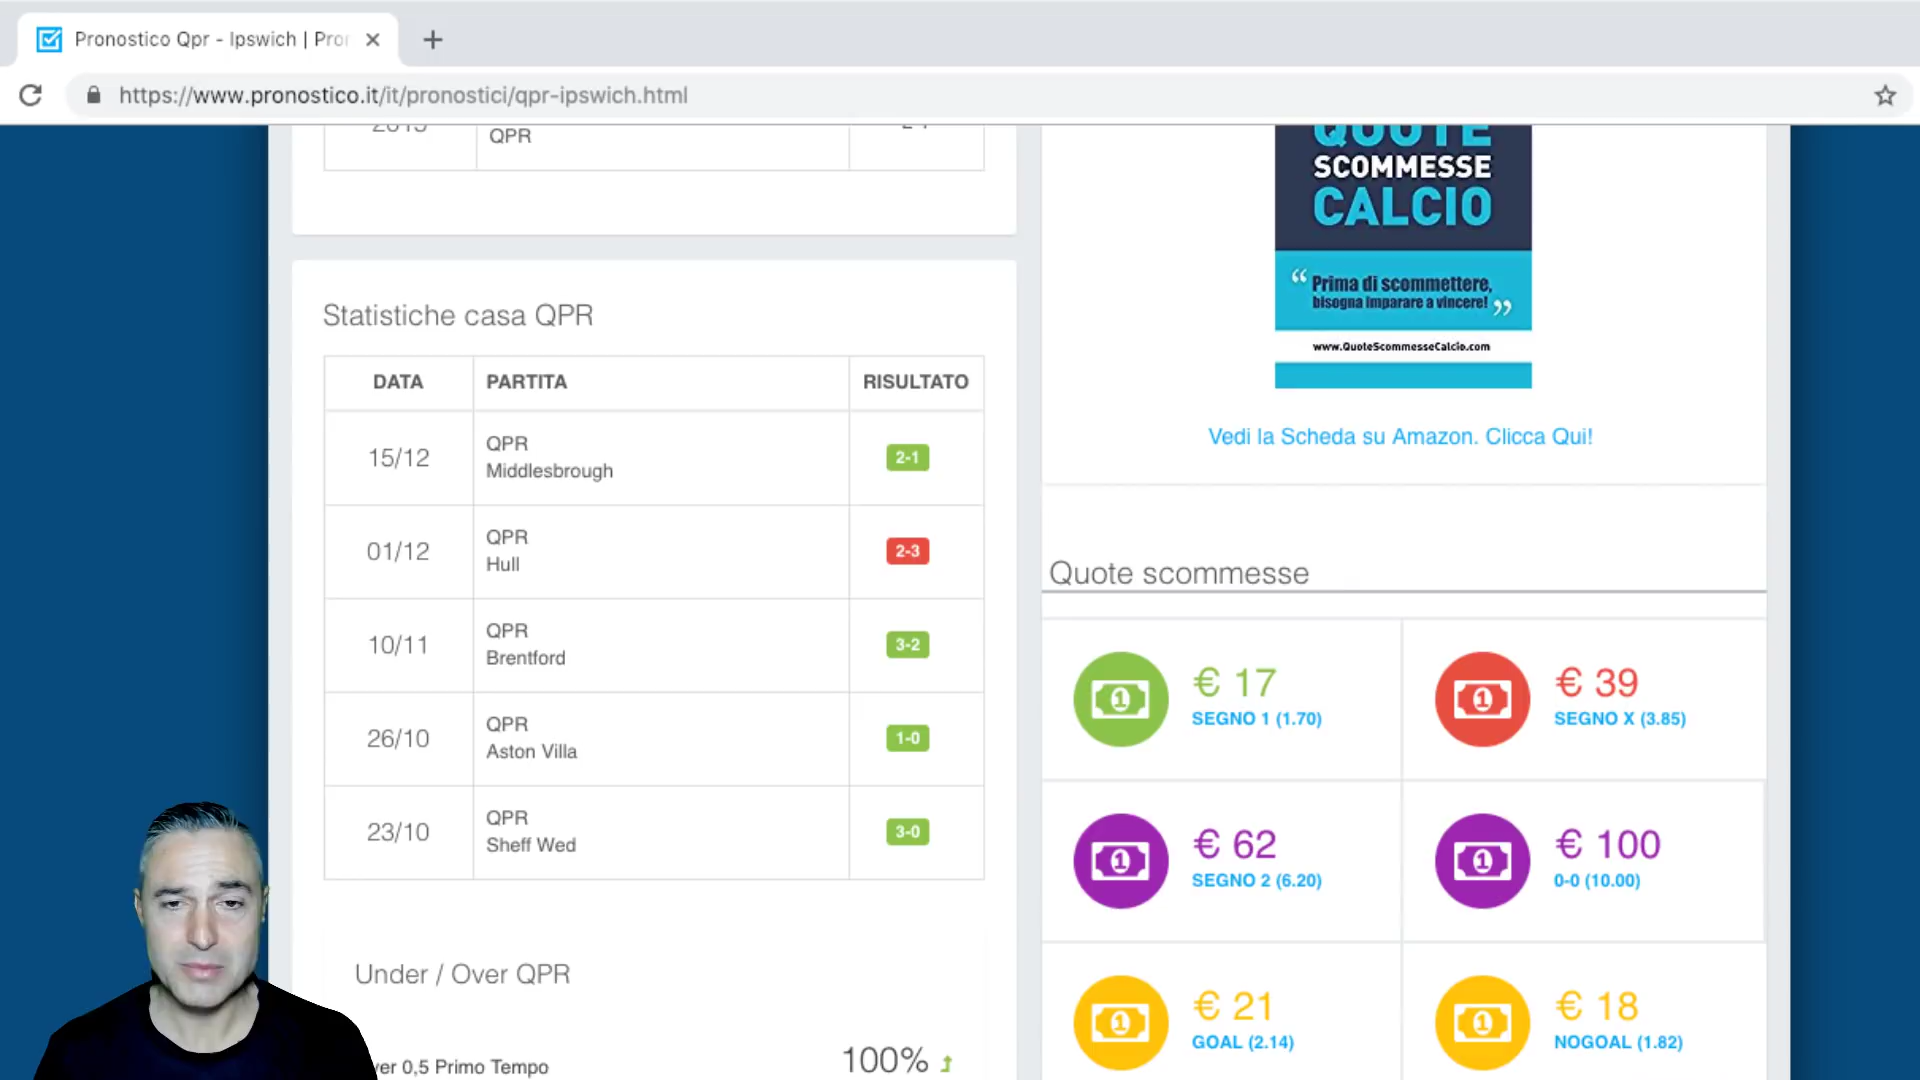 Pronostico Qpr - Ipswich | Pror
https://www.pronostico.it/it/pronostici/qpr-ipswich.html
QPR
Statistiche casa QPR
DATA PARTITA RISULTATO
15/12 QPR Middlesbrough 2-1
01/12 QPR Hull 2-3
10/11 QPR Brentford 3-2
26/10 QPR Aston Villa 1-0
23/10 QPR Sheff Wed 3-0
Under / Over QPR
ver 0,5 Primo Tempo 100%
QUOTE
SCOMMESSE
CALCIO
“ Prima di scommettere,
bisogna imparare a vincere! ”
www.QuoteScommesseCalcio.com
Vedi la Scheda su Amazon. Clicca Qui!
Quote scommesse
€ 17
SEGNO 1 (1.70)
€ 39
SEGNO X (3.85)
€ 62
SEGNO 2 (6.20)
€ 100
0-0 (10.00)
€ 21
GOAL (2.14)
€ 18
NOGOAL (1.82)